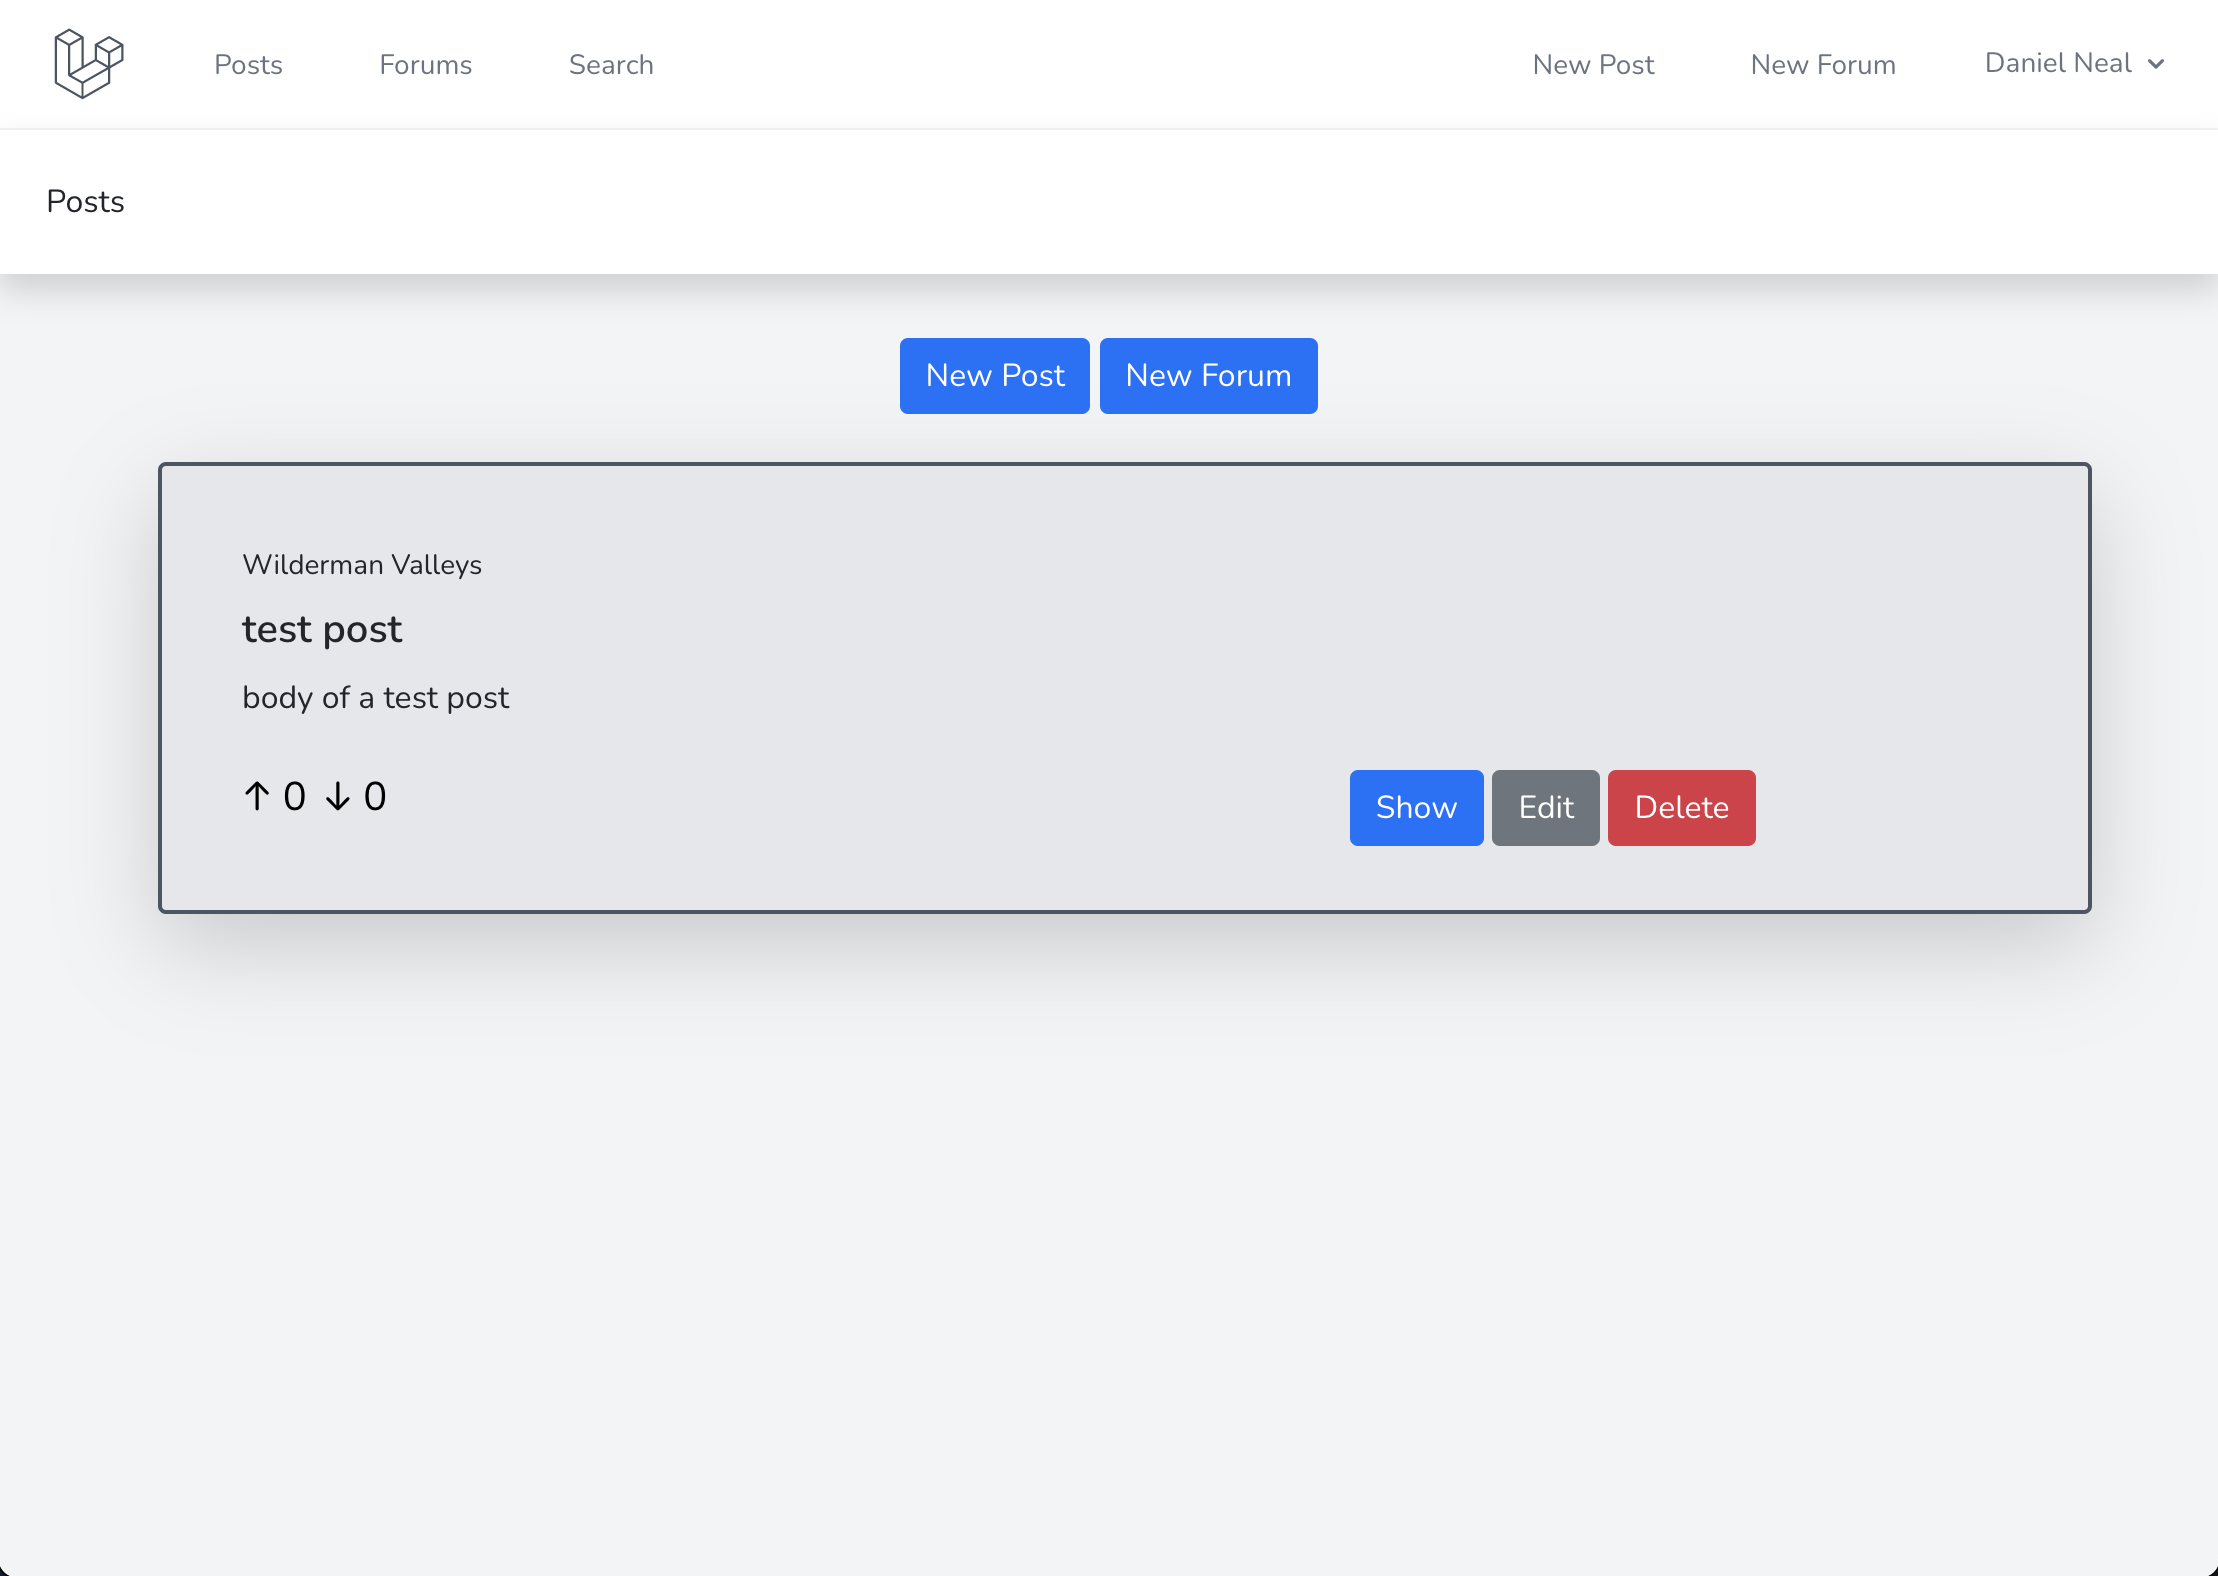 Posts Forums Search New Post New Forum Daniel Neal
Posts
New Post New Forum
Wilderman Valleys
test post
body of a test post
↑ 0 ↓ 0 Show Edit Delete